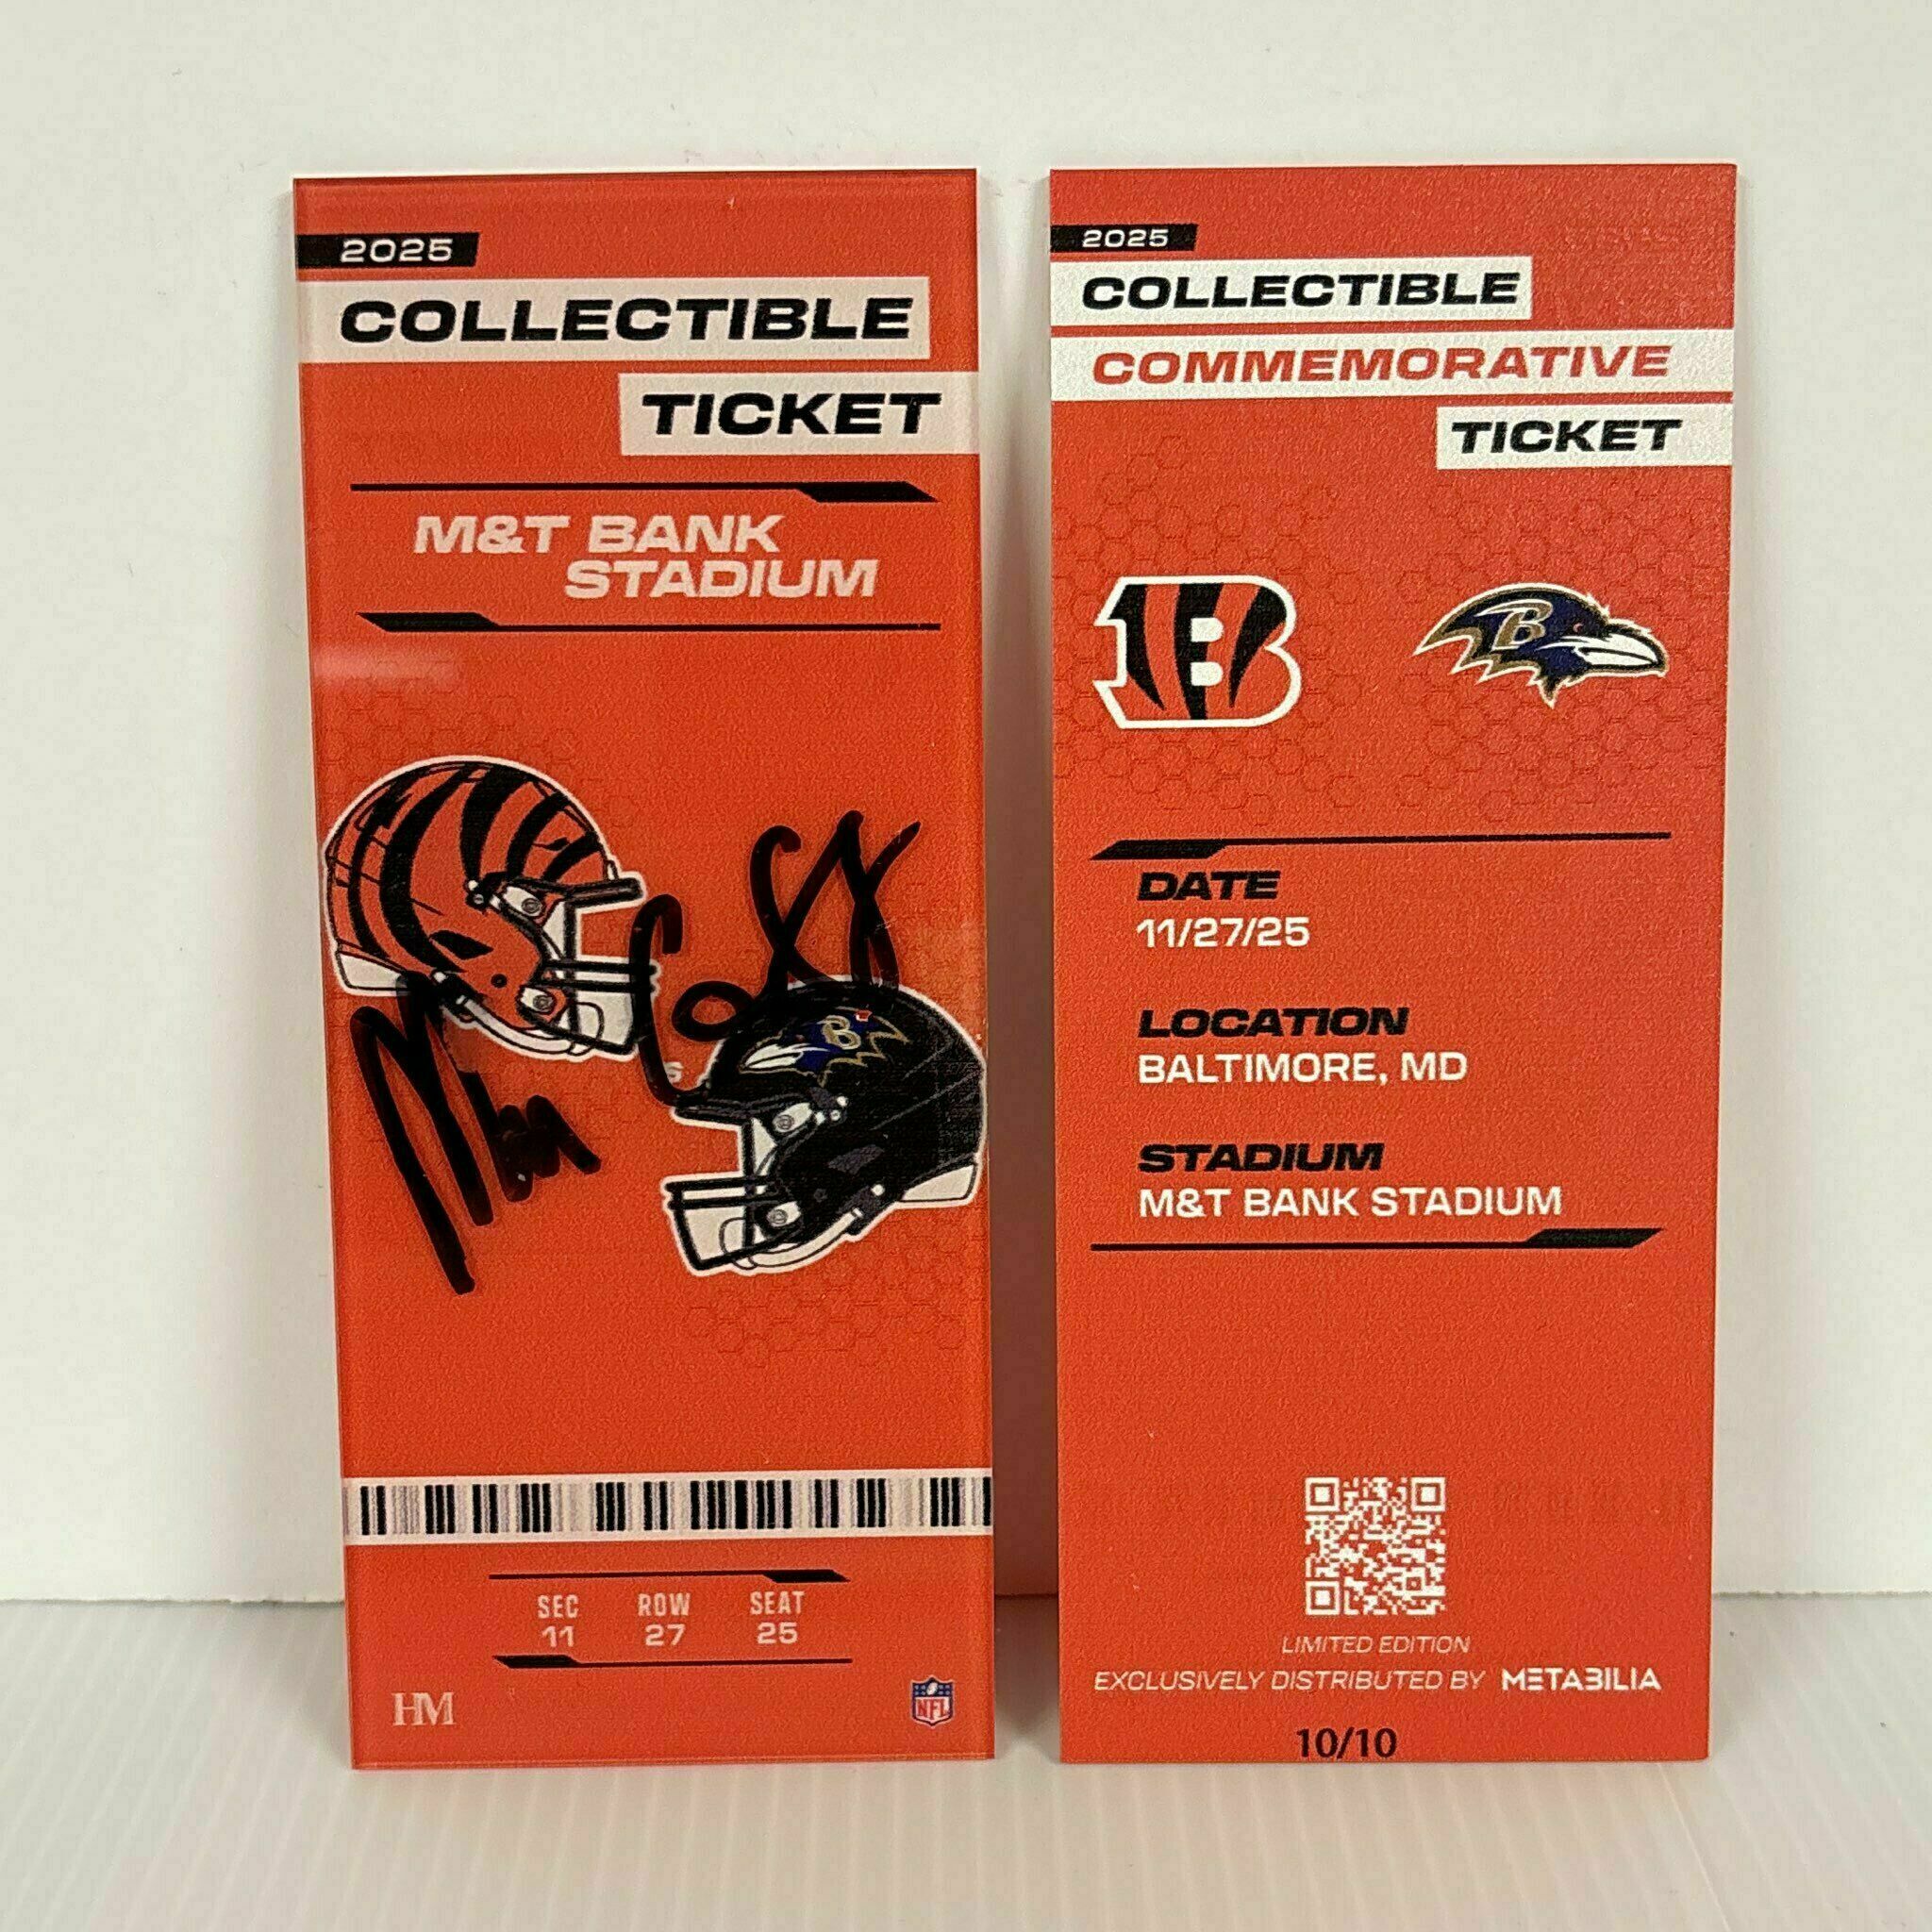 2025
COLLECTIBLE
TICKET
M&T BANK
STADIUM
SEC ROW SEAT
11 27 25
HM
NFL
2025
COLLECTIBLE
COMMEMORATIVE
TICKET
B
B
DATE
11/27/25
LOCATION
BALTIMORE, MD
STADIUM
M&T BANK STADIUM
LIMITED EDITION
EXCLUSIVELY DISTRIBUTED BY METABILIA
10/10